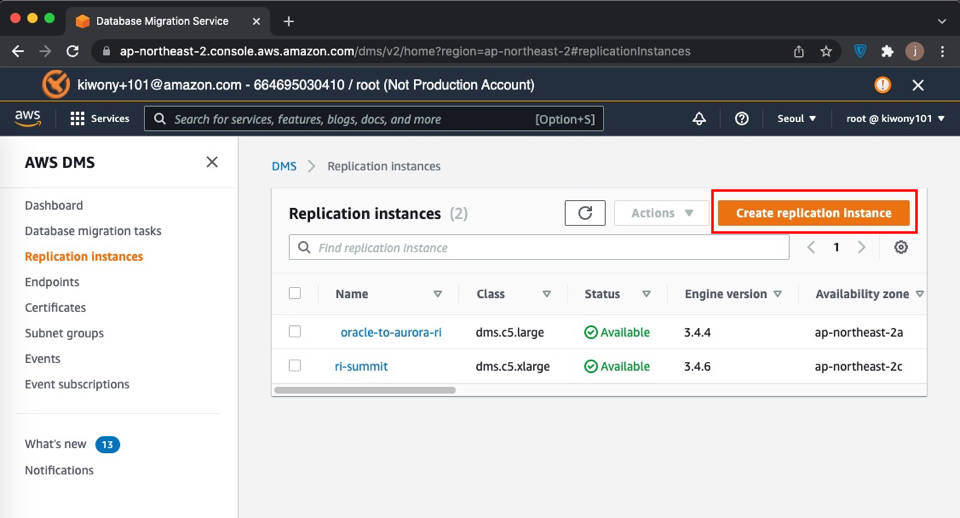 Database Migration Service
ap-northeast-2.console.aws.amazon.com/dms/v2/home?region=ap-northeast-2#replicationInstances
j
kiwony+101@amazon.com - 664695030410 / root (Not Production Account)
aws Services Search for services, features, blogs, docs, and more [Option+S] Seoul root @ kiwony101
AWS DMS
Dashboard
Database migration tasks
Replication instances
Endpoints
Certificates
Subnet groups
Events
Event subscriptions
What's new 13
Notifications
DMS Replication instances
Replication instances (2) Actions Create replication instance
Find replication instance 1
Name Class Status Engine version Availability zone
oracle-to-aurora-ri dms.c5.large Available 3.4.4 ap-northeast-2a
ri-summit dms.c5.xlarge Available 3.4.6 ap-northeast-2c